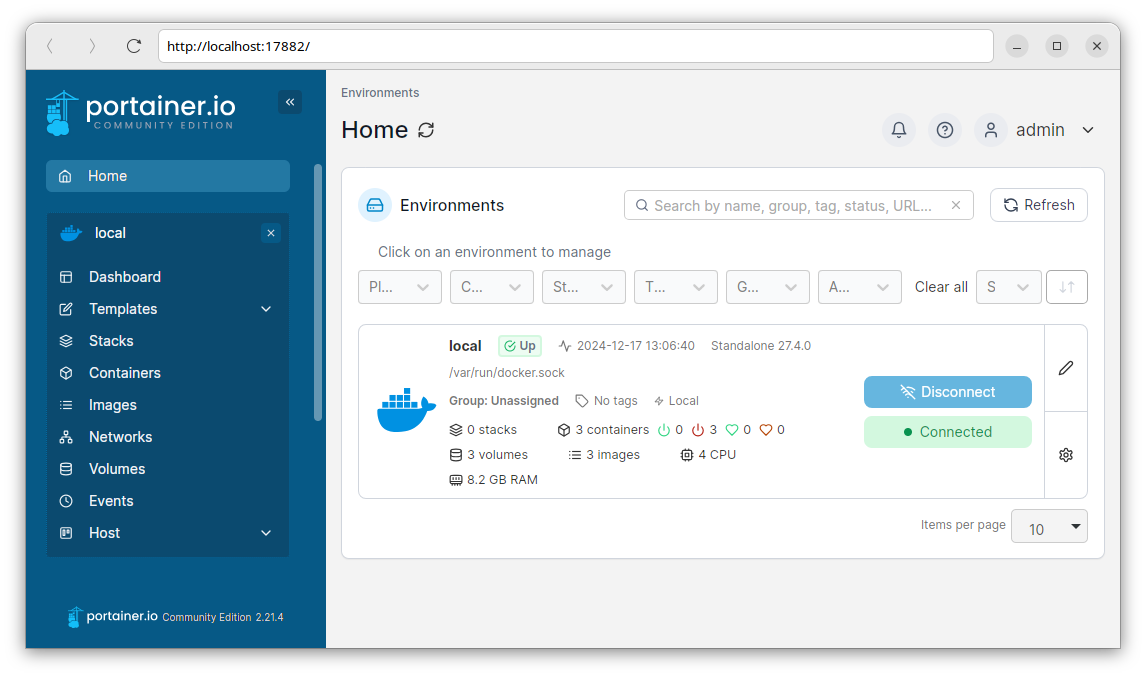 http://localhost:17882/
portainer.io
COMMUNITY EDITION
Home
local
Dashboard
Templates
Stacks
Containers
Images
Networks
Volumes
Events
Host
portainer.io Community Edition 2.21.4
Environments
Home
admin
Environments
Search by name, group, tag, status, URL...
Refresh
Click on an environment to manage
Pl... C... St... T... G... A... Clear all S
local Up 2024-12-17 13:06:40 Standalone 27.4.0
/var/run/docker.sock
Group: Unassigned No tags Local
0 stacks 3 containers 0 3 0 0
3 volumes 3 images 4 CPU
8.2 GB RAM
Disconnect
Connected
Items per page 10